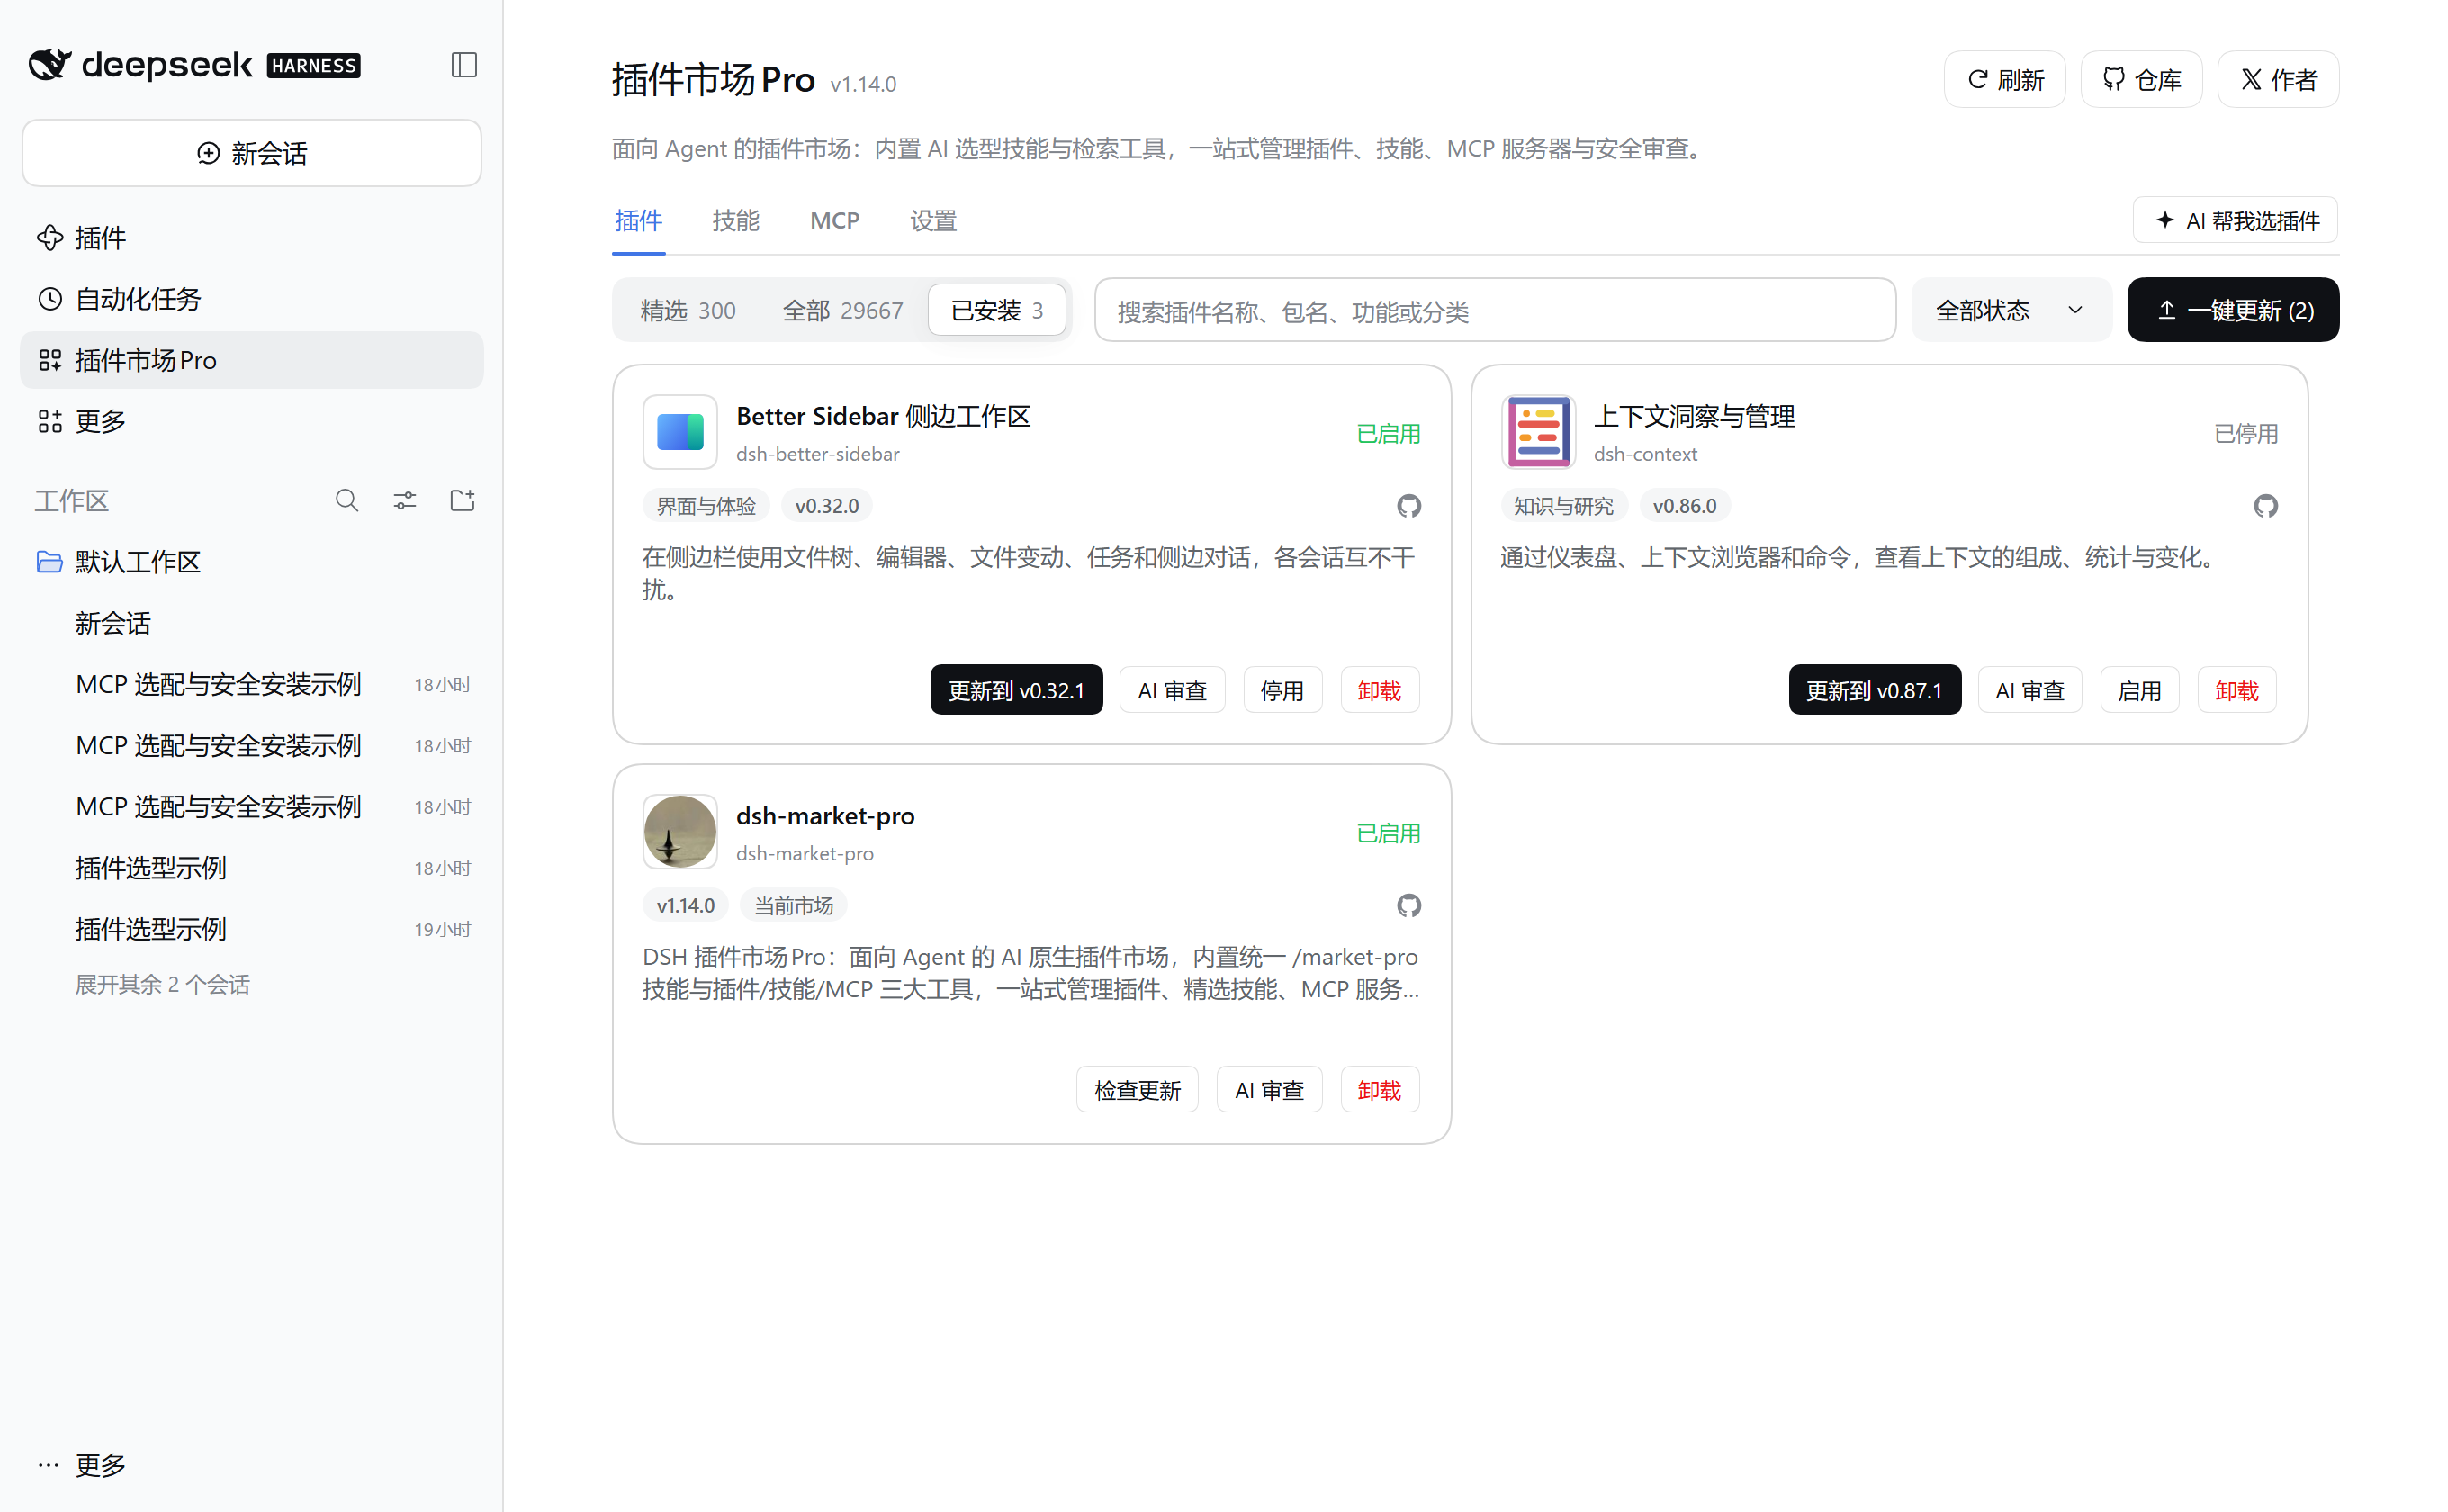 deepseek HARNESS
新会话
插件
自动化任务
插件市场Pro
更多
工作区
默认工作区
新会话
MCP 选配与安全安装示例 18小时
MCP 选配与安全安装示例 18小时
MCP 选配与安全安装示例 18小时
插件选型示例 18小时
插件选型示例 19小时
展开其余 2 个会话
更多
插件市场Pro v1.14.0
刷新 仓库 作者
面向 Agent 的插件市场：内置 AI 选型技能与检索工具，一站式管理插件、技能、MCP 服务器与安全审查。
插件 技能 MCP 设置
AI 帮我选插件
精选 300 全部 29667 已安装 3
搜索插件名称、包名、功能或分类
全部状态
一键更新 (2)
Better Sidebar 侧边工作区
dsh-better-sidebar
已启用
界面与体验 v0.32.0
在侧边栏使用文件树、编辑器、文件变动、任务和侧边对话，各会话互不干
扰。
更新到 v0.32.1 AI 审查 停用 卸载
上下文洞察与管理
dsh-context
已停用
知识与研究 v0.86.0
通过仪表盘、上下文浏览器和命令，查看上下文的组成、统计与变化。
更新到 v0.87.1 AI 审查 启用 卸载
dsh-market-pro
dsh-market-pro
已启用
v1.14.0 当前市场
DSH 插件市场Pro：面向 Agent 的 AI 原生插件市场，内置统一 /market-pro
技能与插件/技能/MCP 三大工具，一站式管理插件、精选技能、MCP 服务...
检查更新 AI 审查 卸载